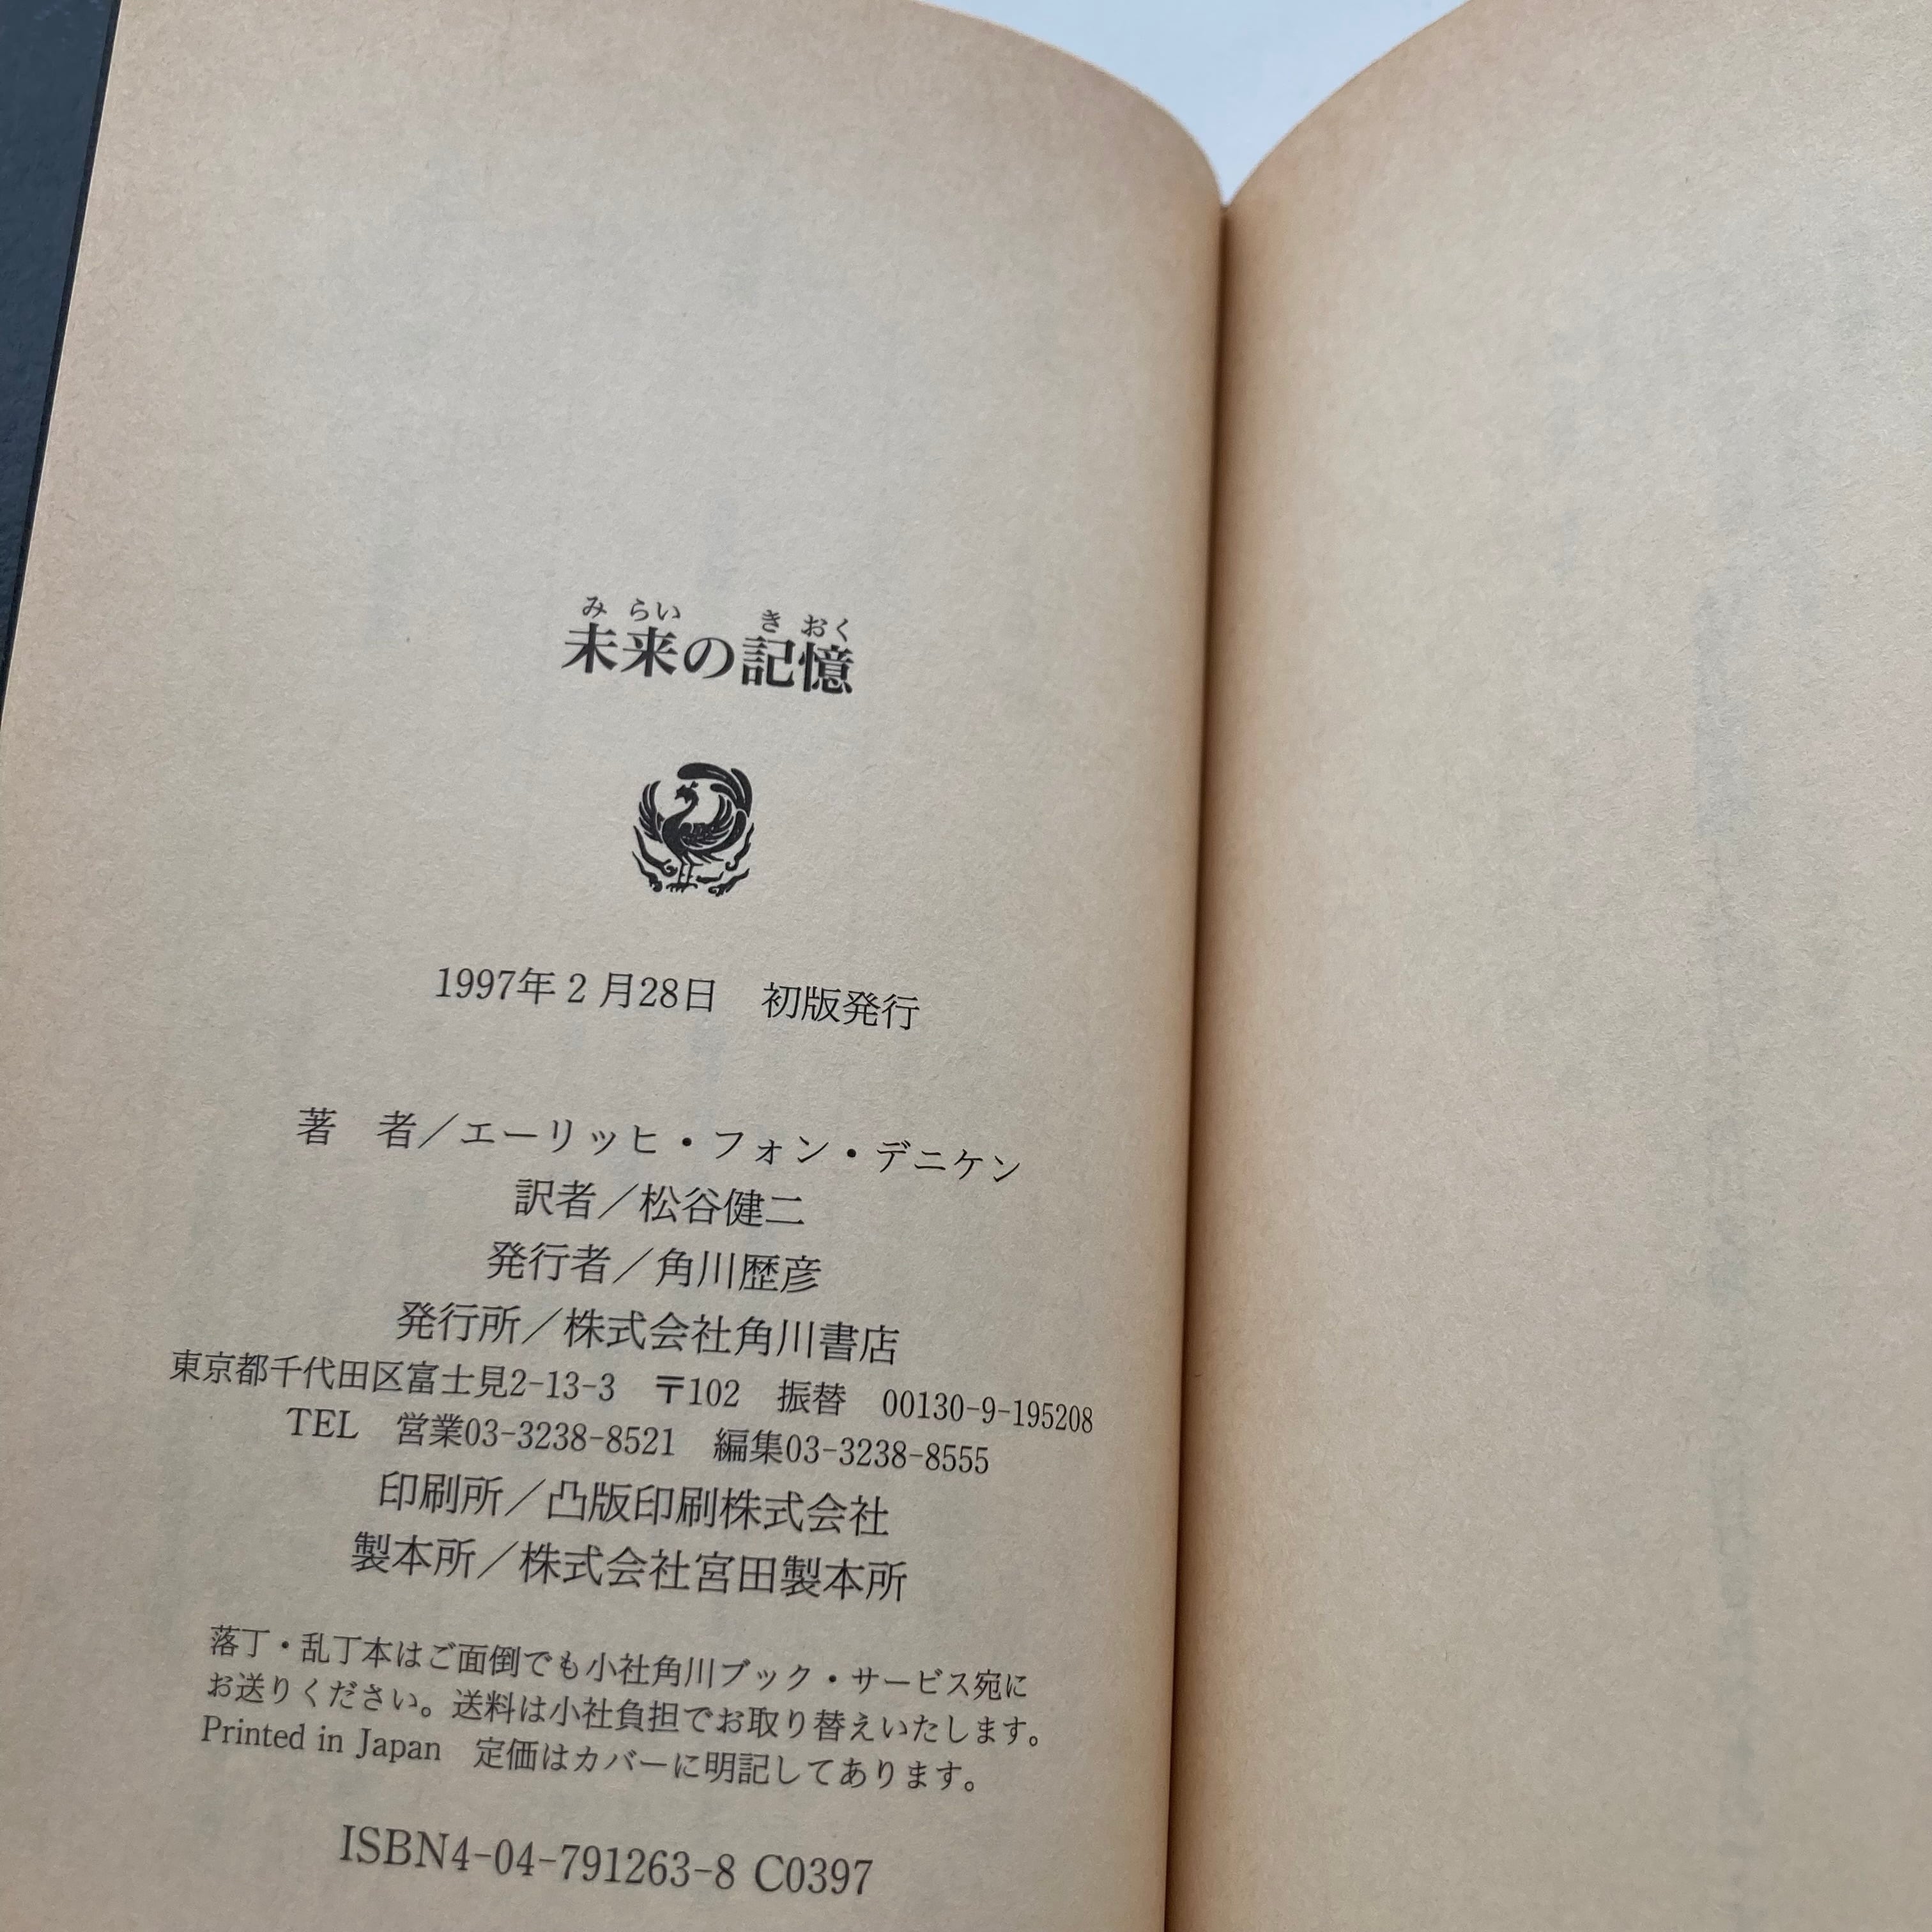 み らい き おく
未来の記憶
1997年2月28日 初版発行
著 者／エーリッヒ・フォン・デニケン
訳者／松谷健二
発行者／角川歴彦
発行所／株式会社角川書店
東京都千代田区富士見2-13-3 〒102 振替 00130-9-195208
TEL 営業03-3238-8521 編集03-3238-8555
印刷所／凸版印刷株式会社
製本所／株式会社宮田製本所
落丁・乱丁本はご面倒でも小社角川ブック・サービス宛に
お送りください。送料は小社負担でお取り替えいたします。
Printed in Japan 定価はカバーに明記してあります。
ISBN4-04-791263-8 C0397